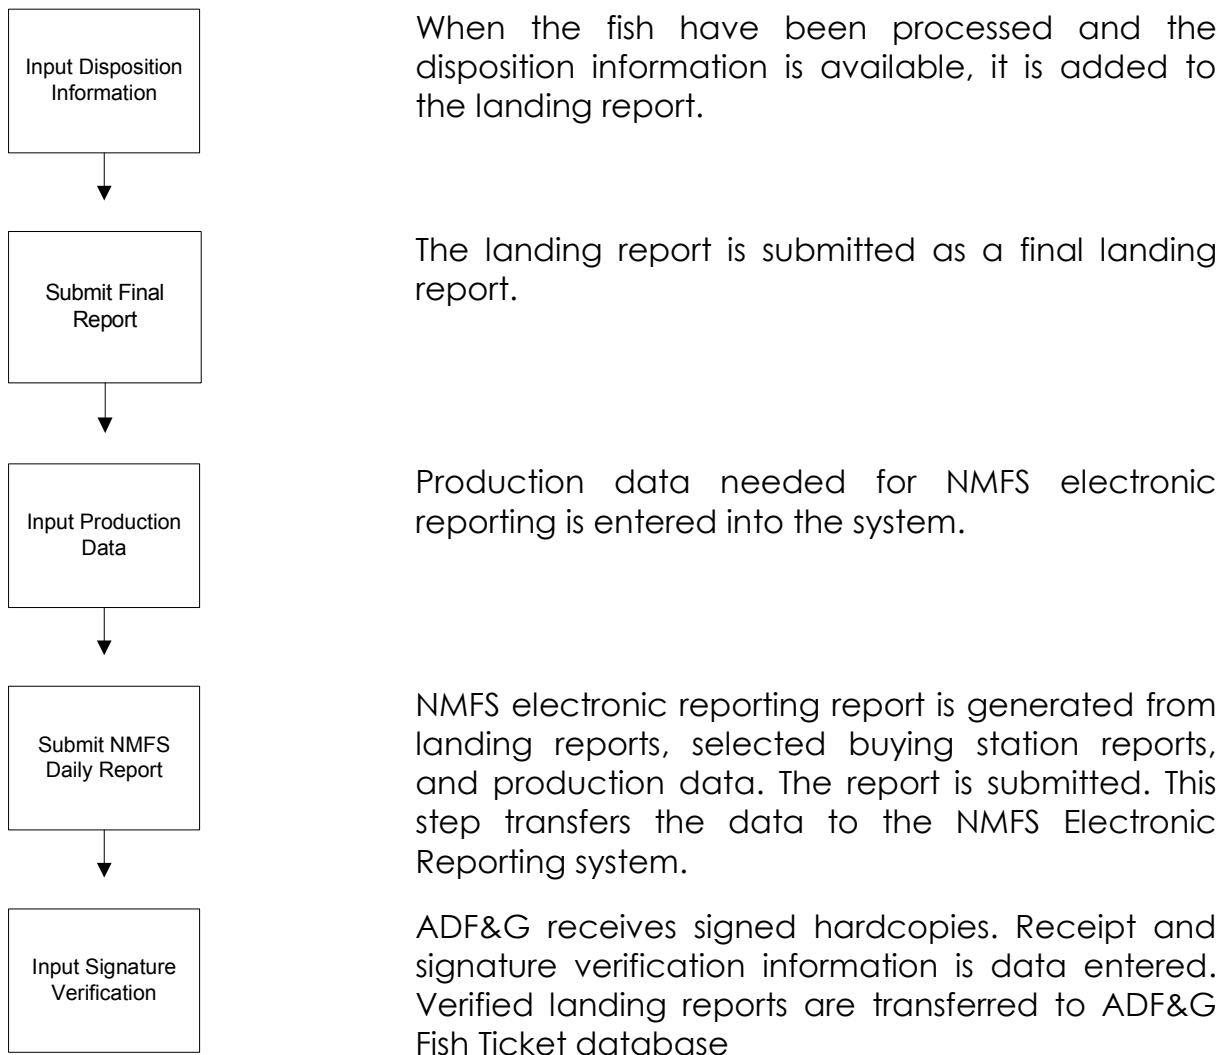 Input Disposition
Information
When the fish have been processed and the
disposition information is available, it is added to
the landing report.
Submit Final
Report
The landing report is submitted as a final landing
report.
Input Production
Data
Production data needed for NMFS electronic
reporting is entered into the system.
Submit NMFS
Daily Report
NMFS electronic reporting report is generated from
landing reports, selected buying station reports,
and production data. The report is submitted. This
step transfers the data to the NMFS Electronic
Reporting system.
Input Signature
Verification
ADF&G receives signed hardcopies. Receipt and
signature verification information is data entered.
Verified landing reports are transferred to ADF&G
Fish Ticket database